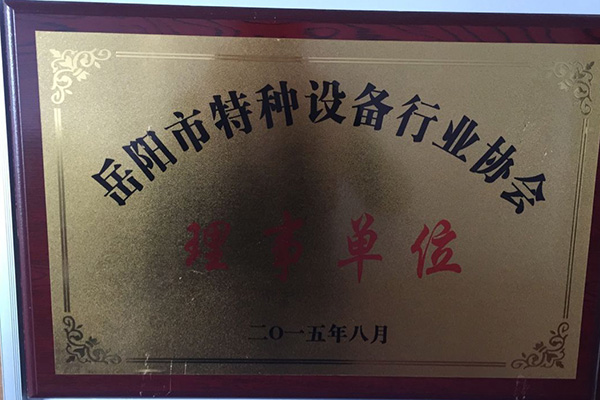 岳阳市特种设备行业协会
理事单位
二〇一五年八月